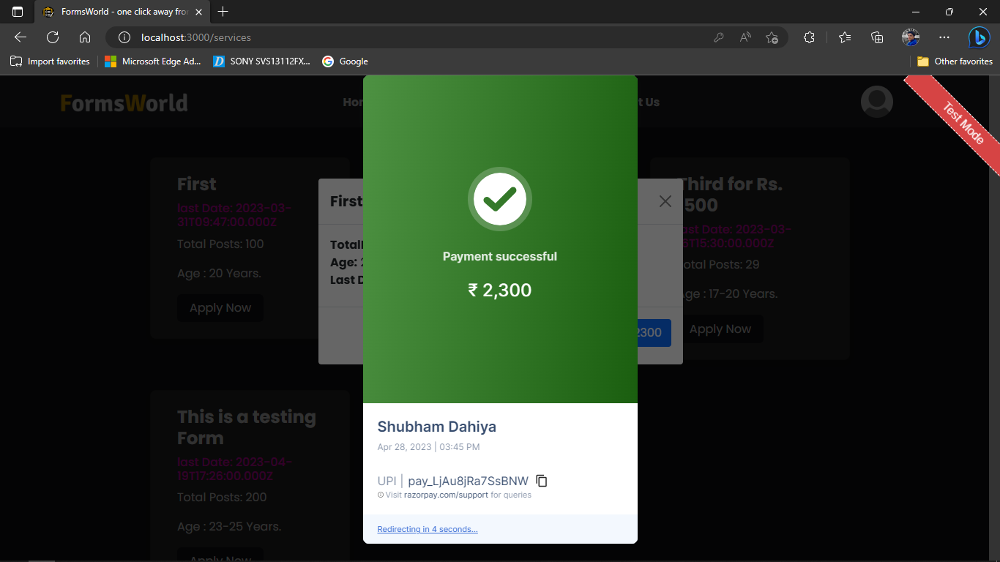 FormsWorld - one click away fro
localhost:3000/services
Import favorites
Microsoft Edge Ad...
SONY SVS13112FX...
Google
Other favorites
FormsWorld
t Us
Test Mode
First
last Date: 2023-03-
31T09:47:00.000Z
Total Posts: 100
Age : 20 Years.
Apply Now
First
Age:
2300
Payment successful
₹ 2,300
Shubham Dahiya
Apr 28, 2023 | 03:45 PM
UPI | pay_LjAu8jRa7SsBNW
Visit razorpay.com/support for queries
Redirecting in 4 seconds...
Third for Rs.
500
Date: 2023-03-
T15:30:00.000Z
otal Posts: 29
ge : 17-20 Years.
Apply Now
This is a testing
Form
last Date: 2023-04-
19T17:26:00.000Z
Total Posts: 200
Age : 23-25 Years.
Apply Now